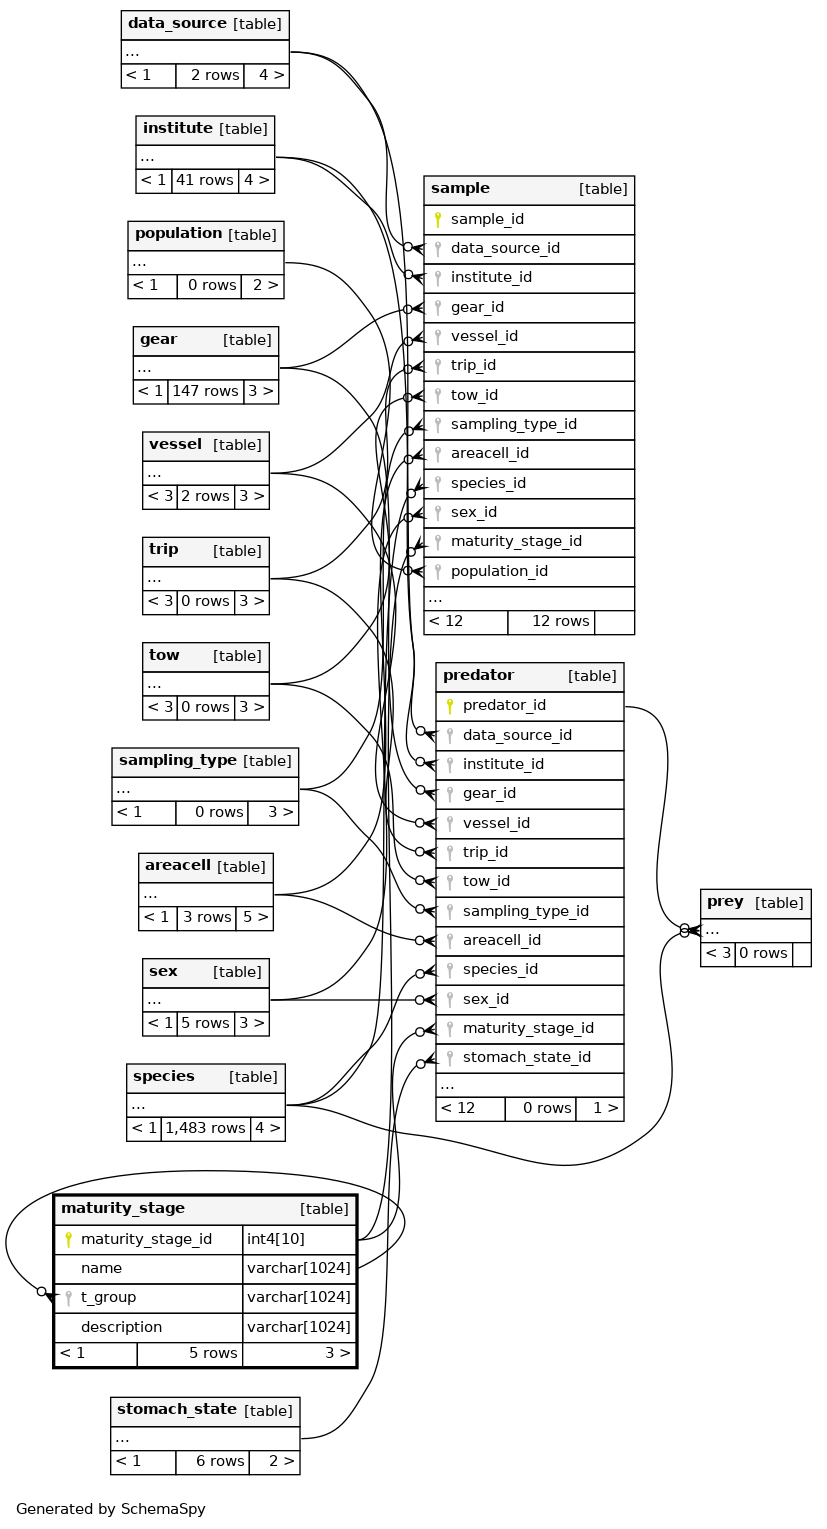 data_source [table]
...
< 1 2 rows 4 >
institute [table]
...
< 1 41 rows 4 >
population [table]
...
< 1 0 rows 2 >
gear [table]
...
< 1 147 rows 3 >
vessel [table]
...
< 3 2 rows 3 >
trip [table]
...
< 3 0 rows 3 >
tow [table]
...
< 3 0 rows 3 >
sampling_type [table]
...
< 1 0 rows 3 >
areacell [table]
...
< 1 3 rows 5 >
sex [table]
...
< 1 5 rows 3 >
species [table]
...
< 1 1,483 rows 4 >
maturity_stage [table]
maturity_stage_id int4[10]
name varchar[1024]
t_group varchar[1024]
description varchar[1024]
< 1 5 rows 3 >
stomach_state [table]
...
< 1 6 rows 2 >
sample [table]
sample_id
data_source_id
institute_id
gear_id
vessel_id
trip_id
tow_id
sampling_type_id
areacell_id
species_id
sex_id
maturity_stage_id
population_id
...
< 12 12 rows
predator [table]
predator_id
data_source_id
institute_id
gear_id
vessel_id
trip_id
tow_id
sampling_type_id
areacell_id
species_id
sex_id
maturity_stage_id
stomach_state_id
...
< 12 0 rows 1 >
prey [table]
...
< 3 0 rows
Generated by SchemaSpy